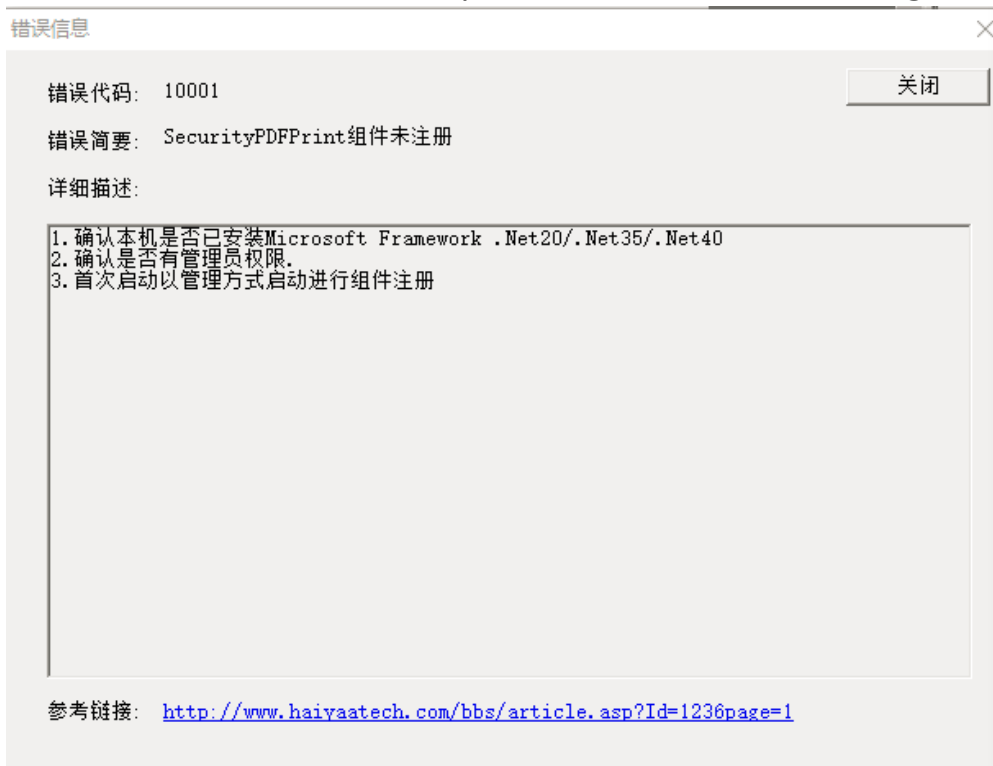 错误信息
错误代码: 10001
关闭
错误简要: SecurityPDFPrint组件未注册
详细描述:
1.确认本机是否已安装Microsoft Framework .Net20/.Net35/.Net40
2.确认是否有管理员权限.
3.首次启动以管理方式启动进行组件注册
参考链接: http://www.haiyaatech.com/bbs/article.asp?Id=1236page=1